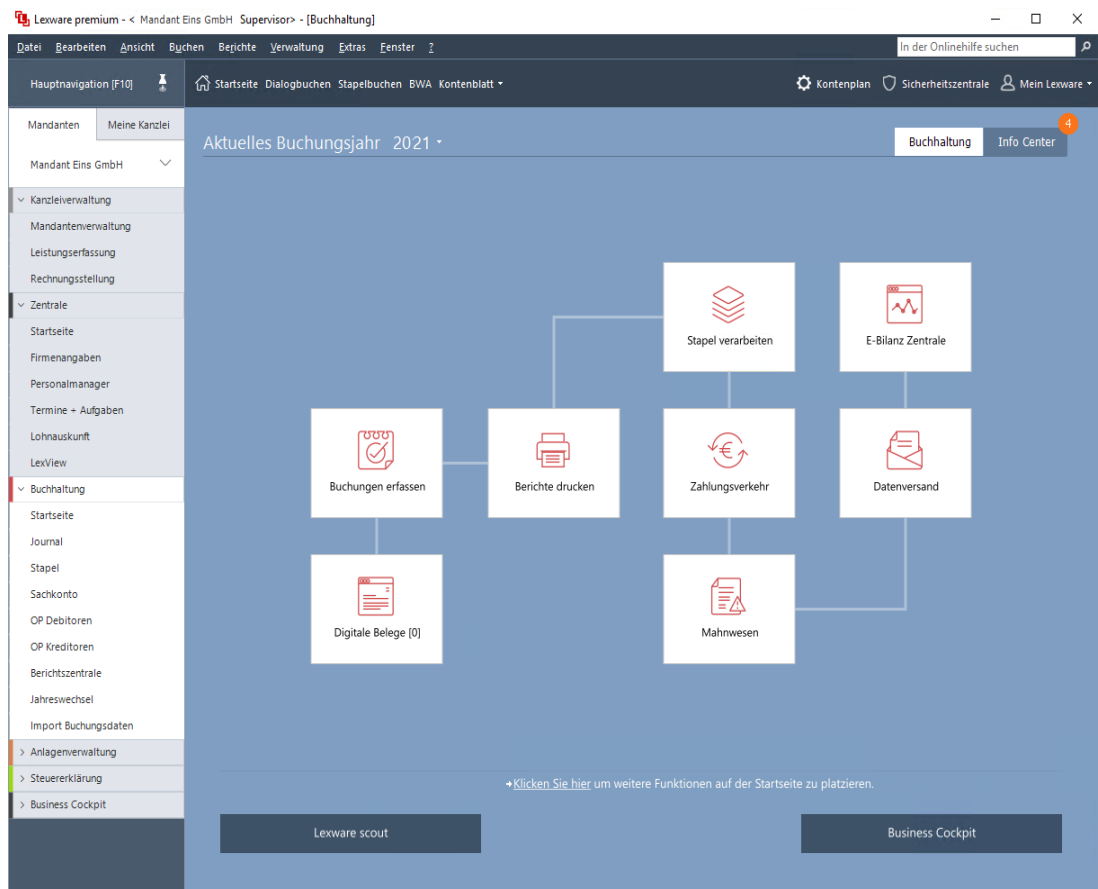 Lexware premium - < Mandant Eins GmbH Supervisor> - [Buchhaltung]
Datei Bearbeiten Ansicht Buchen Berichte Verwaltung Extras Fenster ?
In der Onlinehilfe suchen
Hauptnavigation [F10]
Startseite Dialogbuchen Stapelbuchen BWA Kontenblatt
Kontenplan Sicherheitszentrale Mein Lexware
Mandanten Meine Kanzlei
Mandant Eins GmbH
Kanzleiverwaltung
Mandantenverwaltung
Leistungserfassung
Rechnungsstellung
Zentrale
Startseite
Firmenangaben
Personalmanager
Termine + Aufgaben
Lohnauskunft
LexView
Buchhaltung
Startseite
Journal
Stapel
Sachkonto
OP Debitoren
OP Kreditoren
Berichtszentrale
Jahreswechsel
Import Buchungsdaten
Anlagenverwaltung
Steuererklärung
Business Cockpit
Aktuelles Buchungsjahr 2021
Buchhaltung Info Center
4
Stapel verarbeiten
E-Bilanz Zentrale
Buchungen erfassen
Berichte drucken
Zahlungsverkehr
Datenversand
Digitale Belege [0]
Mahnwesen
Klicken Sie hier um weitere Funktionen auf der Startseite zu platzieren.
Lexware scout
Business Cockpit